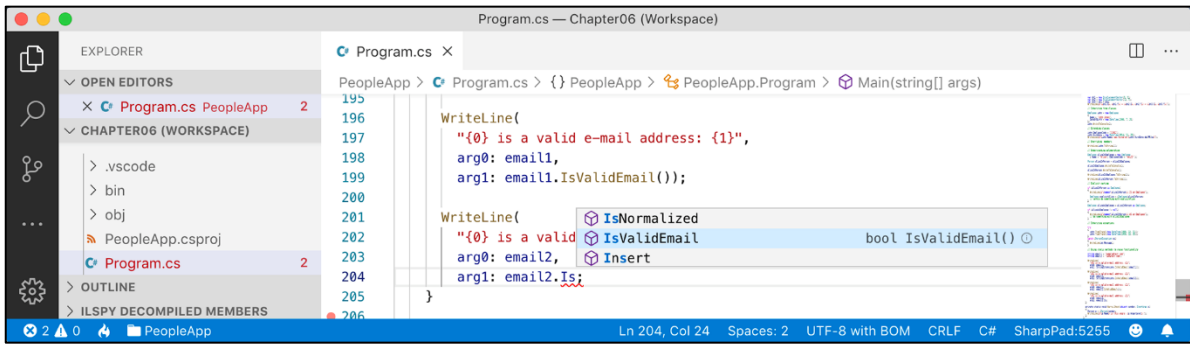 Program.cs — Chapter06 (Workspace)
EXPLORER
OPEN EDITORS
Program.cs PeopleApp 2
CHAPTER06 (WORKSPACE)
.vscode
bin
obj
PeopleApp.csproj
Program.cs 2
OUTLINE
ILSPY DECOMPILED MEMBERS
Program.cs
PeopleApp > Program.cs > {} PeopleApp > PeopleApp.Program > Main(string[] args)
195
196 WriteLine(
197 "{0} is a valid e-mail address: {1}",
198 arg0: email1,
199 arg1: email1.IsValidEmail());
200
201 WriteLine(
202 "{0} is a valid
203 arg0: email2,
204 arg1: email2.Is;
205 }
206
IsNormalized
IsValidEmail bool IsValidEmail()
Insert
2 0 PeopleApp Ln 204, Col 24 Spaces: 2 UTF-8 with BOM CRLF C# SharpPad:5255